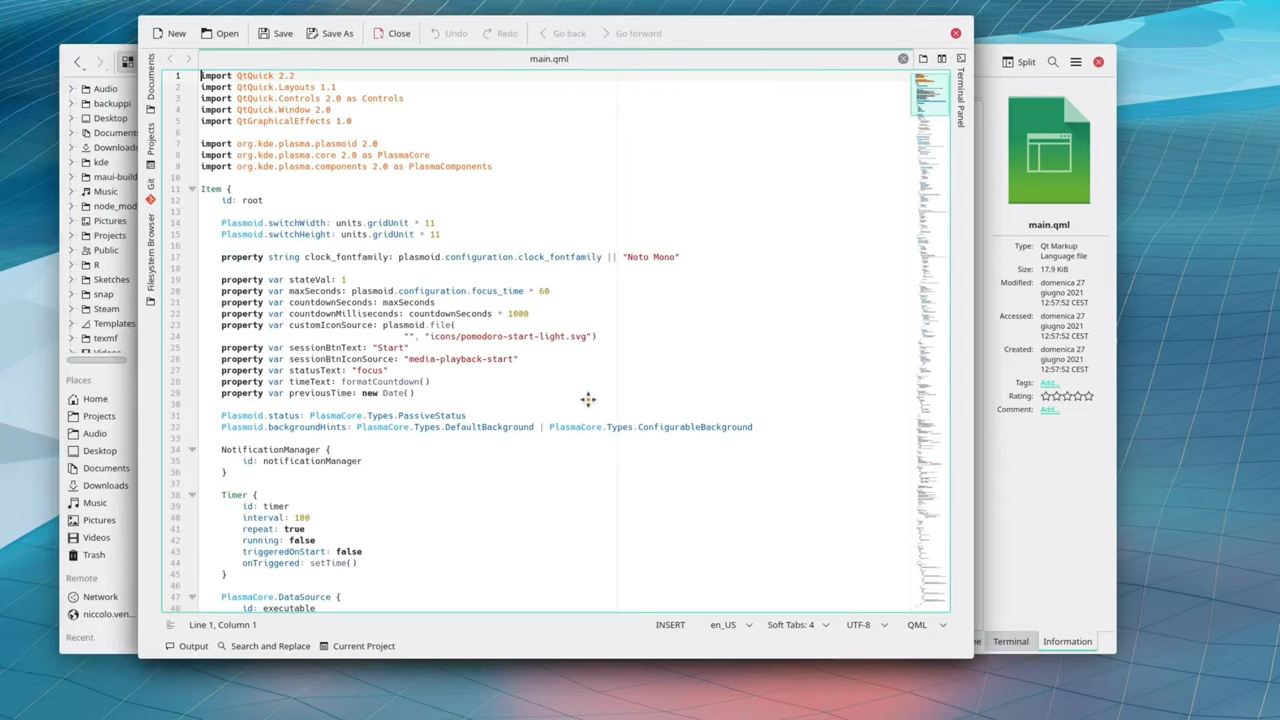 New
Open
Save
Save As
Close
Undo
Redo
Go back
Go forward
Documents
main.qml
Terminal Panel
1
import QtQuick 2.2
import QtQuick.Layouts 1.1
import QtQuick.Controls 2.0 as Controls
import QtQuick.Window 2.0
import QtGraphicalEffects 1.0
import org.kde.plasma.plasmoid 2.0
import org.kde.plasma.core 2.0 as PlasmaCore
import org.kde.plasma.components 2.0 as PlasmaComponents
Item {
id: root
Plasmoid.switchWidth: units.gridUnit * 11
Plasmoid.switchHeight: units.gridUnit * 11
property string clock_fontfamily: plasmoid.configuration.clock_fontfamily || "Noto Mono"
property var maxSeconds: plasmoid.configuration.focus_time * 60
property var countdownSeconds: maxSeconds
property var customIconSource: plasmoid.file(
"", "icons/pomodoro-start-light.svg")
property var sessionBtnText: "Start"
property var sessionBtnIconSource: "media-playback-start"
property var statusText: "focus"
property var timeText: formatCountdown()
property var previousTime: new Date()
Plasmoid.status: PlasmaCore.Types.PassiveStatus
Plasmoid.backgroundHints: PlasmaCore.Types.DefaultBackground | PlasmaCore.Types.ConfigurableBackground
NotificationManager {
id: notificationManager
Timer {
id: timer
interval: 100
repeat: true
running: false
triggeredOnStart: false
onTriggered: setTime()
PlasmaCore.DataSource {
id: executable
Line 1, Column 1
INSERT
en_US
Soft Tabs: 4
UTF-8
QML
Output
Search and Replace
Current Project
Audio
backuppi
Desktop
Documents
Downloads
kde
maui-build
Music
node_mod
Pictures
Projects
Public
R
Sketches
snap
Steam
Templates
texmf
Places
Home
Projects
Audio
Desktop
Documents
Downloads
Music
Pictures
Videos
Trash
Remote
Network
niccolo.ven...
Recent
Split
main.qml
Type: Qt Markup
Language file
Size: 17,9 KiB
Modified: domenica 27
giugno 2021
12:57:52 CEST
Accessed: domenica 27
giugno 2021
12:57:52 CEST
Created: domenica 27
giugno 2021
12:57:52 CEST
Tags: Add...
Rating:
Comment: Add...
Terminal
Information